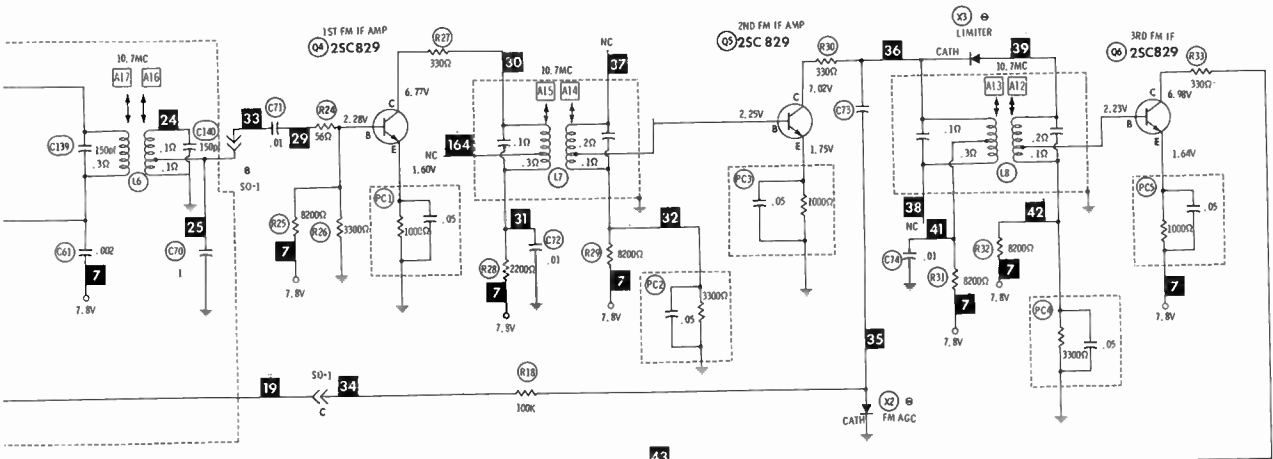 1ST FM IF AMP
Q4 2SC829
R27
330Ω
6.77V
C
B
E
2.28V
1.60V
10.7MC
A17 A16
24
33
C71
.01
29
R24
56Ω
C139
150pf
.3Ω
.1Ω
.1Ω
C140
150p
L6
B
SO-1
25
C61
.002
7
7.8V
C70
R25
8200Ω
7
7.8V
R26
3300Ω
PC1
1000Ω
.05
30
NC
37
10.7MC
A15 A14
NC
164
.1Ω
.3Ω
.2Ω
.1Ω
L7
31
R28
2200Ω
7
7.8V
C72
.01
R29
8200Ω
7
7.8V
32
PC2
.05
3300Ω
2ND FM IF AMP
Q5 2SC 829
R30
330Ω
7.02V
C
B
E
2.25V
1.75V
PC3
.05
1000Ω
36
C73
35
X3 ⊖
LIMITER
CATH
39
10.7MC
A13 A12
.1Ω
.3Ω
.2Ω
.1Ω
L8
38
NC
41
C74
.01
R31
8200Ω
7
7.8V
42
R32
8200Ω
7
7.8V
PC4
3300Ω
.05
3RD FM IF
Q6 2SC829
R33
330Ω
6.98V
C
B
E
2.23V
1.64V
PC5
1000Ω
.05
7
7.8V
19
SO-1
C
34
R18
100K
X2 ⊖
CATH
FM AGC
43